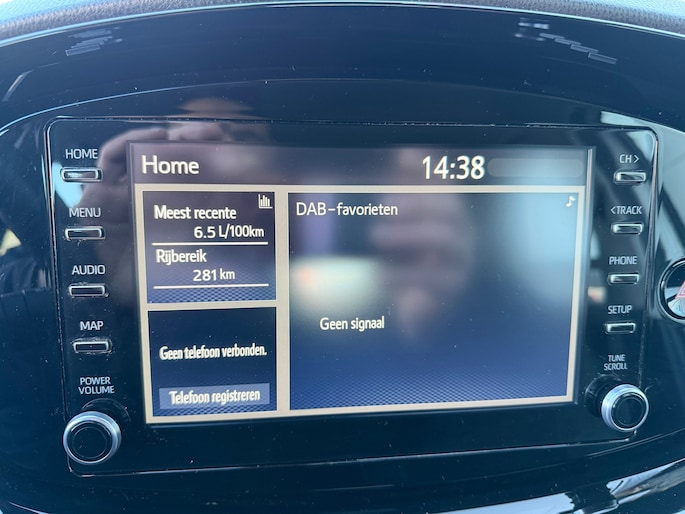 HOME
MENU
AUDIO
MAP
POWER
VOLUME
Home
14:38
Meest recente
6.5 L/100km
Rijbereik
281 km
Geen telefoon verbonden.
Telefoon registreren
DAB-favorieten
Geen signaal
CH >
< TRACK
PHONE
SETUP
TUNE
SCROLL